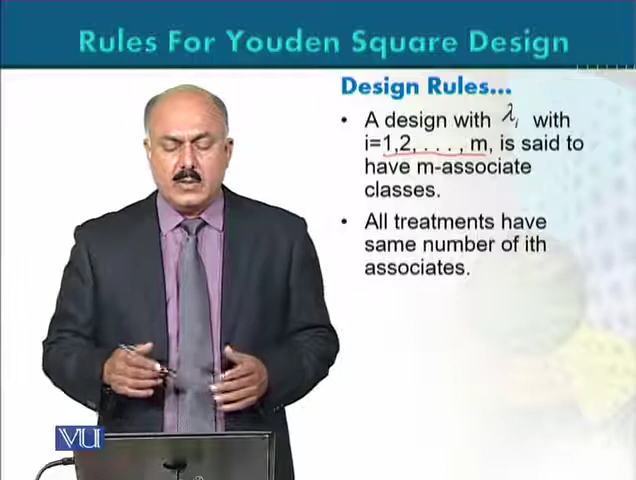 Rules For Youden Square Design
Design Rules...
• A design with λi with
i=1,2, . . . , m, is said to
have m-associate
classes.
• All treatments have
same number of ith
associates.
VU